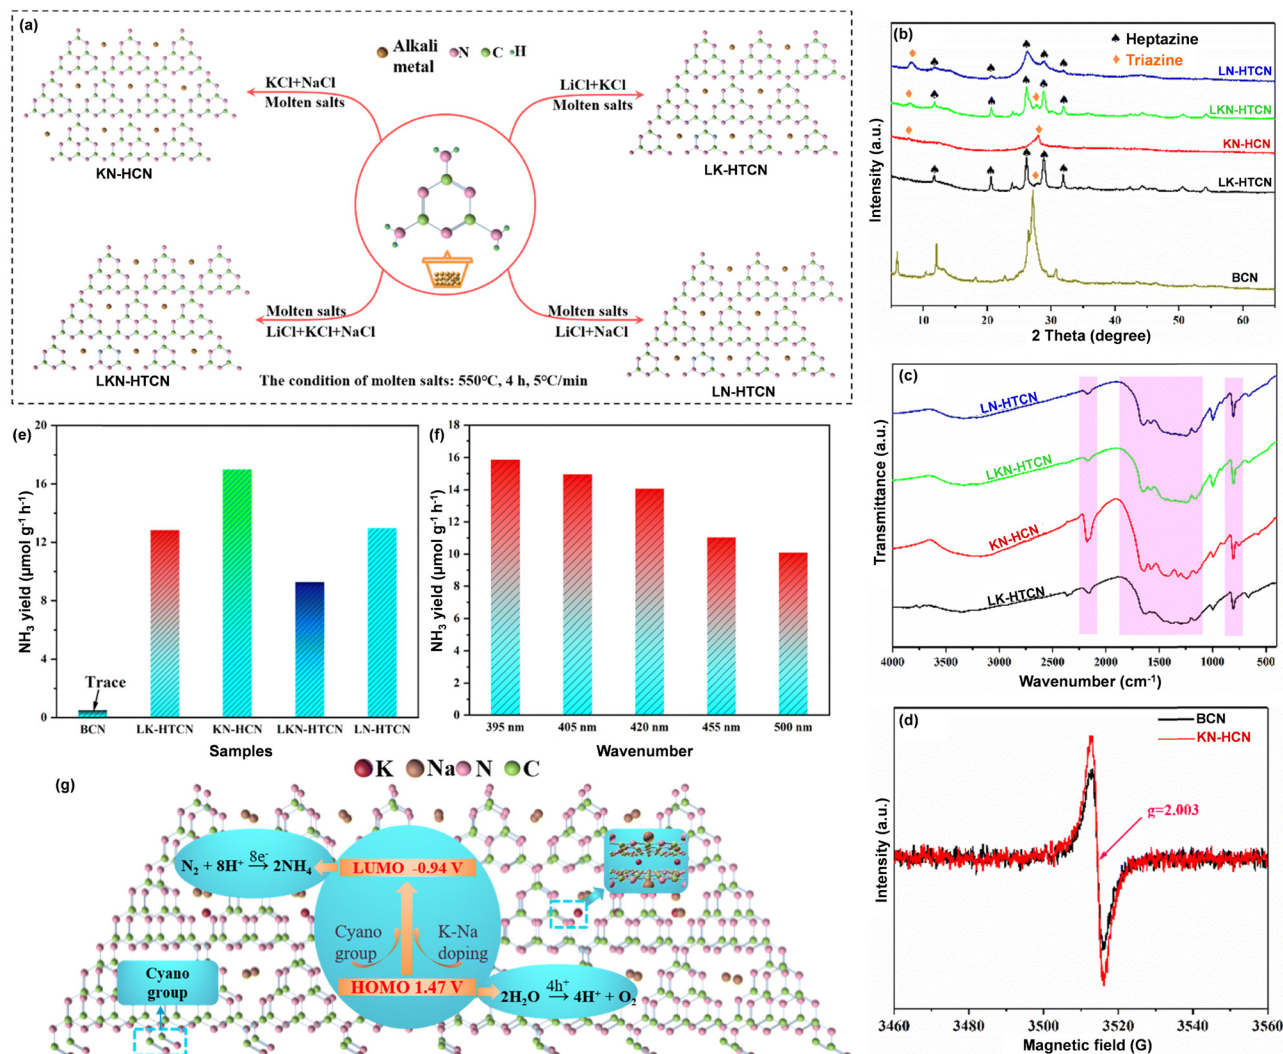 (a)
Alkali metal
N
C
H
KCl+NaCl
Molten salts
LiCl+KCl
Molten salts
KN-HCN
LK-HTCN
Molten salts
LiCl+KCl+NaCl
Molten salts
LiCl+NaCl
LKN-HTCN
LN-HTCN
The condition of molten salts: 550°C, 4 h, 5°C/min
(b)
Heptazine
Triazine
LN-HTCN
LKN-HTCN
KN-HCN
LK-HTCN
BCN
Intensity (a.u.)
10 20 30 40 50 60
2 Theta (degree)
(c)
LN-HTCN
LKN-HTCN
KN-HCN
LK-HTCN
Transmittance (a.u.)
4000 3500 3000 2500 2000 1500 1000 500
Wavenumber (cm⁻¹)
(e)
NH₃ yield (μmol g⁻¹ h⁻¹)
20
16
12
8
4
0
Trace
BCN LK-HTCN KN-HCN LKN-HTCN LN-HTCN
Samples
(f)
NH₃ yield (μmol g⁻¹ h⁻¹)
18
16
14
12
10
8
6
4
2
0
395 nm 405 nm 420 nm 455 nm 500 nm
Wavenumber
(d)
BCN
KN-HCN
g=2.003
Intensity (a.u.)
3460 3480 3500 3520 3540 3560
Magnetic field (G)
(g)
K Na N C
N₂ + 8H⁺ 8e⁻→ 2NH₄
LUMO -0.94 V
Cyano group
K-Na doping
HOMO 1.47 V
2H₂O 4h⁺→ 4H⁺ + O₂
Cyano group